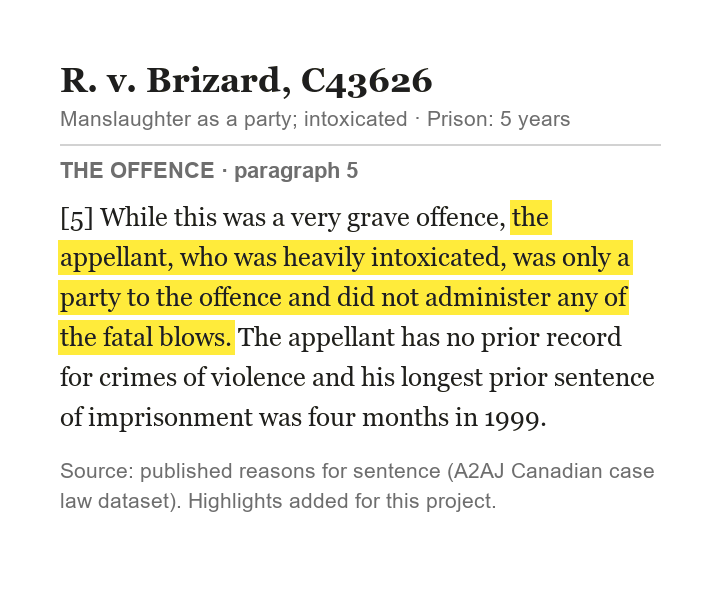 R. v. Brizard, C43626
Manslaughter as a party; intoxicated · Prison: 5 years
THE OFFENCE · paragraph 5
[5] While this was a very grave offence, the
appellant, who was heavily intoxicated, was only a
party to the offence and did not administer any of
the fatal blows. The appellant has no prior record
for crimes of violence and his longest prior sentence
of imprisonment was four months in 1999.
Source: published reasons for sentence (A2AJ Canadian case
law dataset). Highlights added for this project.